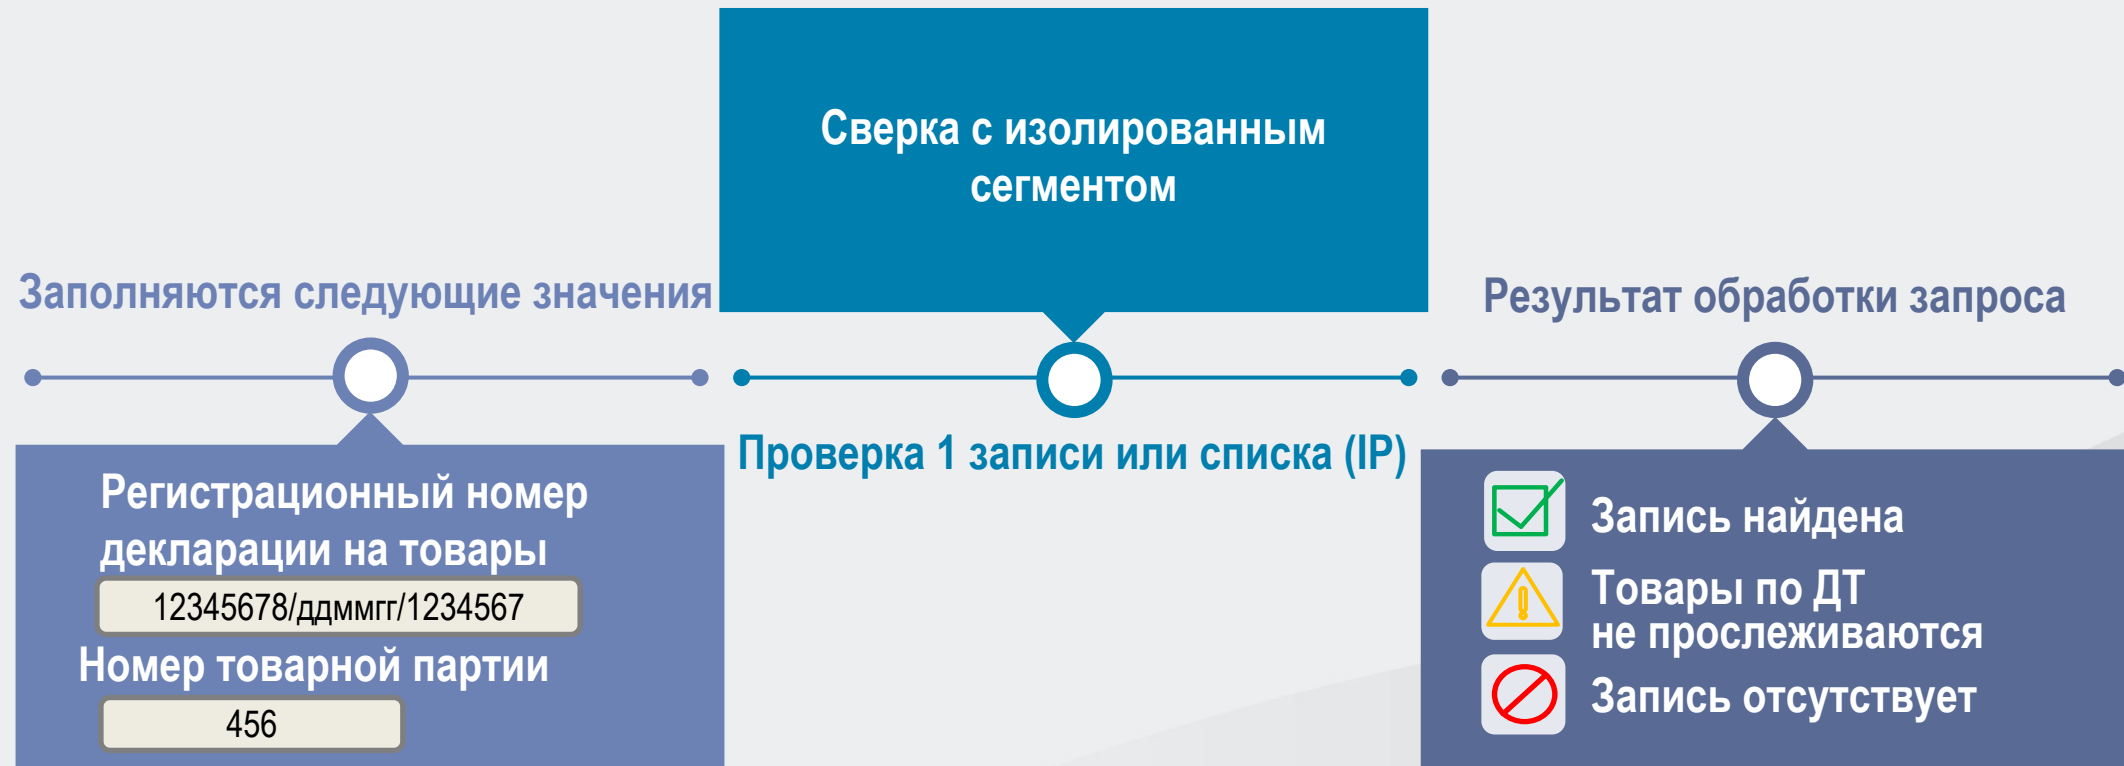 Заполняются следующие значения
Регистрационный номер
декларации на товары
12345678/ддммгг/1234567
Номер товарной партии
456
Сверка с изолированным
сегментом
Проверка 1 записи или списка (IP)
Результат обработки запроса
Запись найдена
Товары по ДТ
не прослеживаются
Запись отсутствует